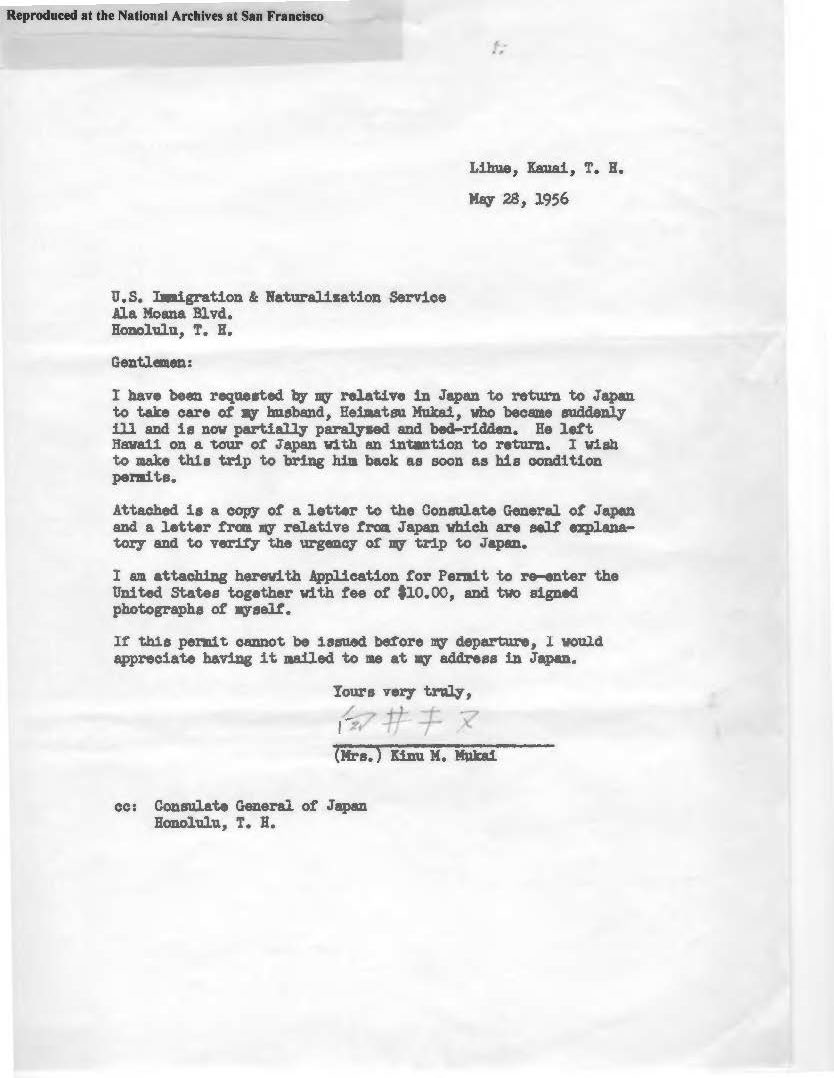 Reproduced at the National Archives at San Francisco
Lihue, Kauai, T. H.
May 28, 1956
U.S. Immigration & Naturalization Service
Ala Moana Blvd.
Honolulu, T. H.
Gentlemen:
I have been requested by my relative in Japan to return to Japan
to take care of my husband, Heimatsu Mukai, who became suddenly
ill and is now partially paralyzed and bed-ridden. He left
Hawaii on a tour of Japan with an intention to return. I wish
to make this trip to bring him back as soon as his condition
permits.
Attached is a copy of a letter to the Consulate General of Japan
and a letter from my relative from Japan which are self explana-
tory and to verify the urgency of my trip to Japan.
I am attaching herewith Application for Permit to re-enter the
United States together with fee of $10.00, and two signed
photographs of myself.
If this permit cannot be issued before my departure, I would
appreciate having it mailed to me at my address in Japan.
Yours very truly,
井キヌ
(Mrs.) Kinu M. Mukai
cc: Consulate General of Japan
Honolulu, T. H.